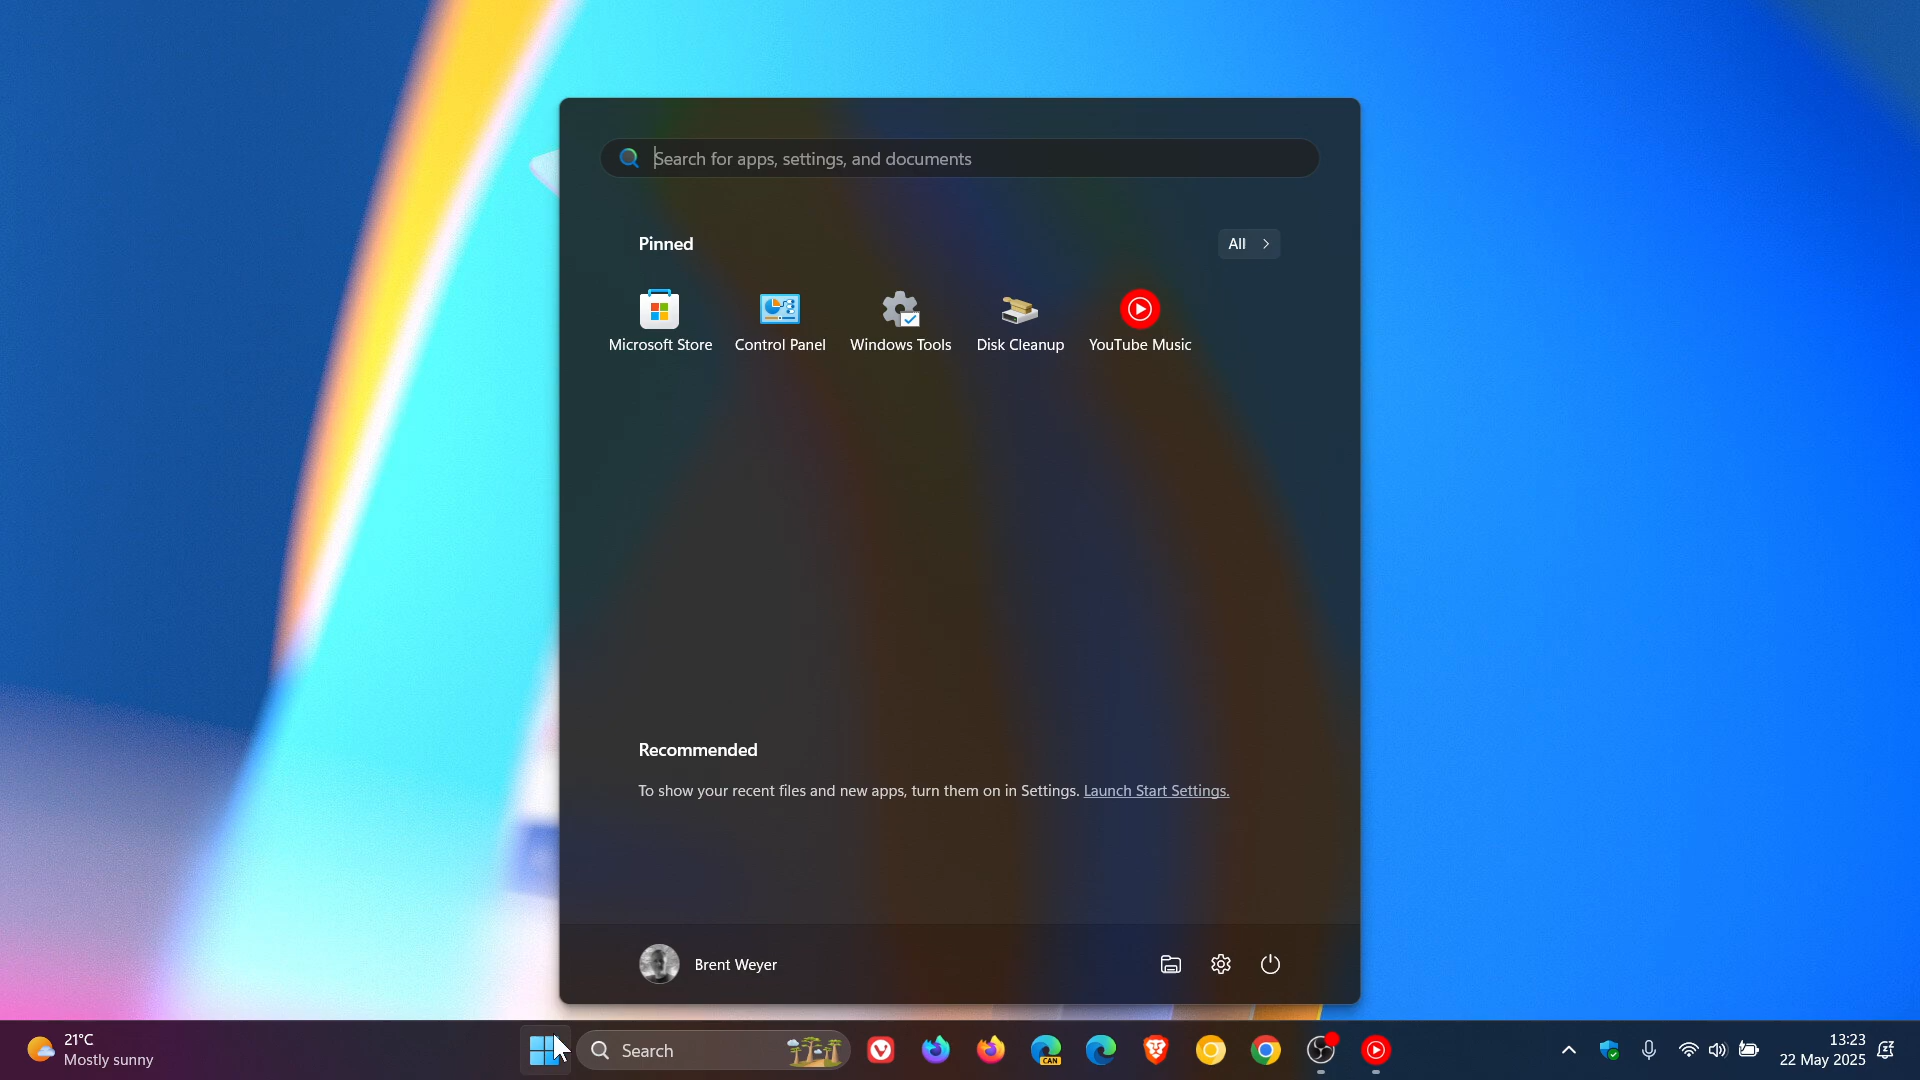 Search for apps, settings, and documents
Pinned
All
Microsoft Store
Control Panel
Windows Tools
Disk Cleanup
YouTube Music
Recommended
To show your recent files and new apps, turn them on in Settings. Launch Start Settings.
Brent Weyer
21°C
Mostly sunny
Search
CAN
13:23
22 May 2025